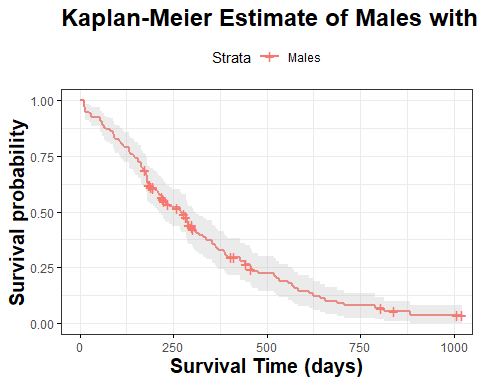 Kaplan-Meier Estimate of Males with
Strata Males
Survival probability
1.00
0.75
0.50
0.25
0.00
0 250 500 750 1000
Survival Time (days)